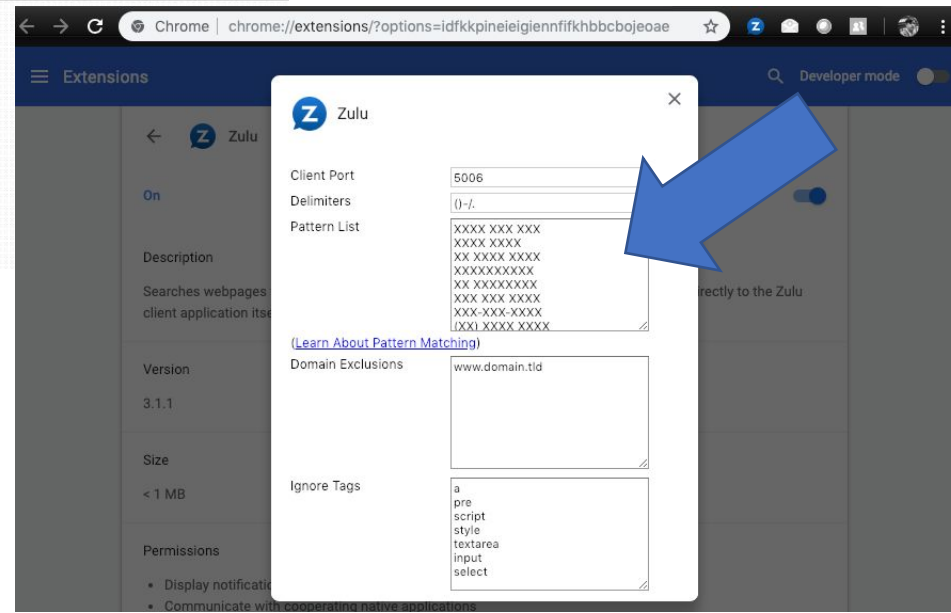 Chrome | chrome://extensions/?options=idfkkpineieigiennfifkhbbcbojeoae
Extensions
Developer mode
Zulu
Zulu
On
Client Port
5006
Delimiters
()-/.
Pattern List
XXXX XXX XXX
XXXX XXXX
XX XXXX XXXX
XXXXXXXXXX
XX XXXXXXXX
XXX XXX XXXX
XXX-XXX-XXXX
(XX) XXXX XXXX
Description
Searches webpages
directly to the Zulu
client application itse
(Learn About Pattern Matching)
Domain Exclusions
www.domain.tld
Version
3.1.1
Size
< 1 MB
Ignore Tags
a
pre
script
style
textarea
input
select
Permissions
• Display notificatio
• Communicate with cooperating native applications